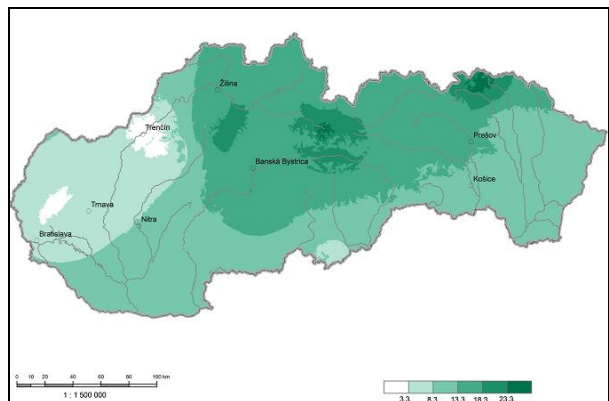 Žilina
Trenčín
Prešov
Banská Bystrica
Košice
Trnava
Nitra
Bratislava
0 10 20 40 60 80 100 km
1 : 1 500 000
3.3. 8.3. 13.3. 18.3. 23.3.